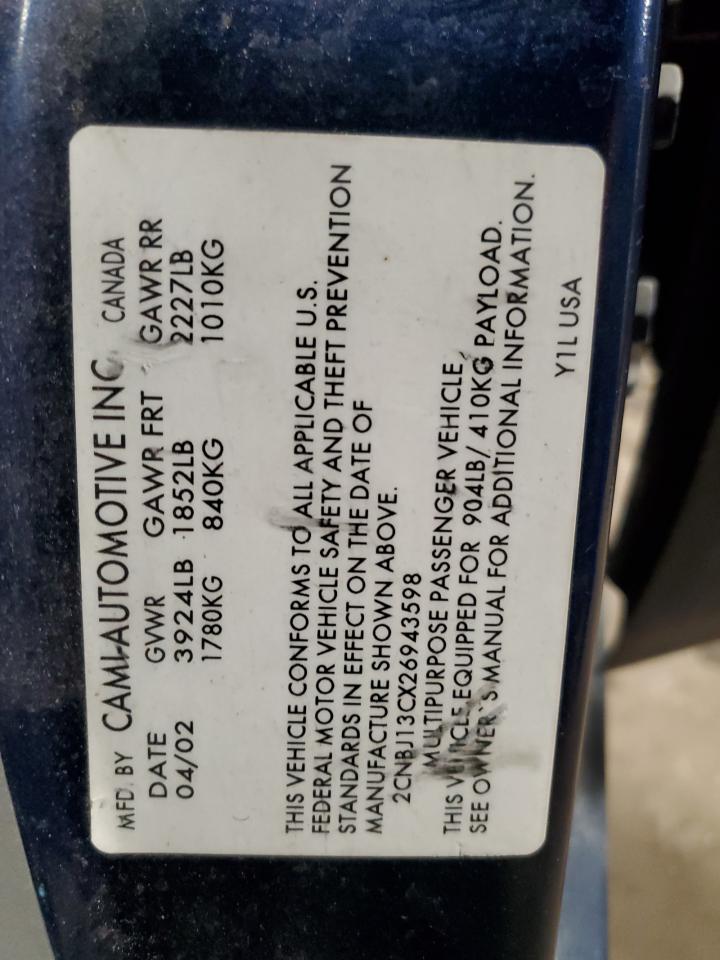 MFD. BY CAMI AUTOMOTIVE INC. CANADA
DATE GVWR GAWR FRT GAWR RR
04/02 3924LB 1852LB 2227LB
1780KG 840KG 1010KG
THIS VEHICLE CONFORMS TO ALL APPLICABLE U.S.
FEDERAL MOTOR VEHICLE SAFETY AND THEFT PREVENTION
STANDARDS IN EFFECT ON THE DATE OF
MANUFACTURE SHOWN ABOVE.
2CNBJ13CX26943598
MULTIPURPOSE PASSENGER VEHICLE,
THIS VEHICLE EQUIPPED FOR 904LB/ 410KG PAYLOAD.
SEE OWNER`S MANUAL FOR ADDITIONAL INFORMATION.
Y1L USA